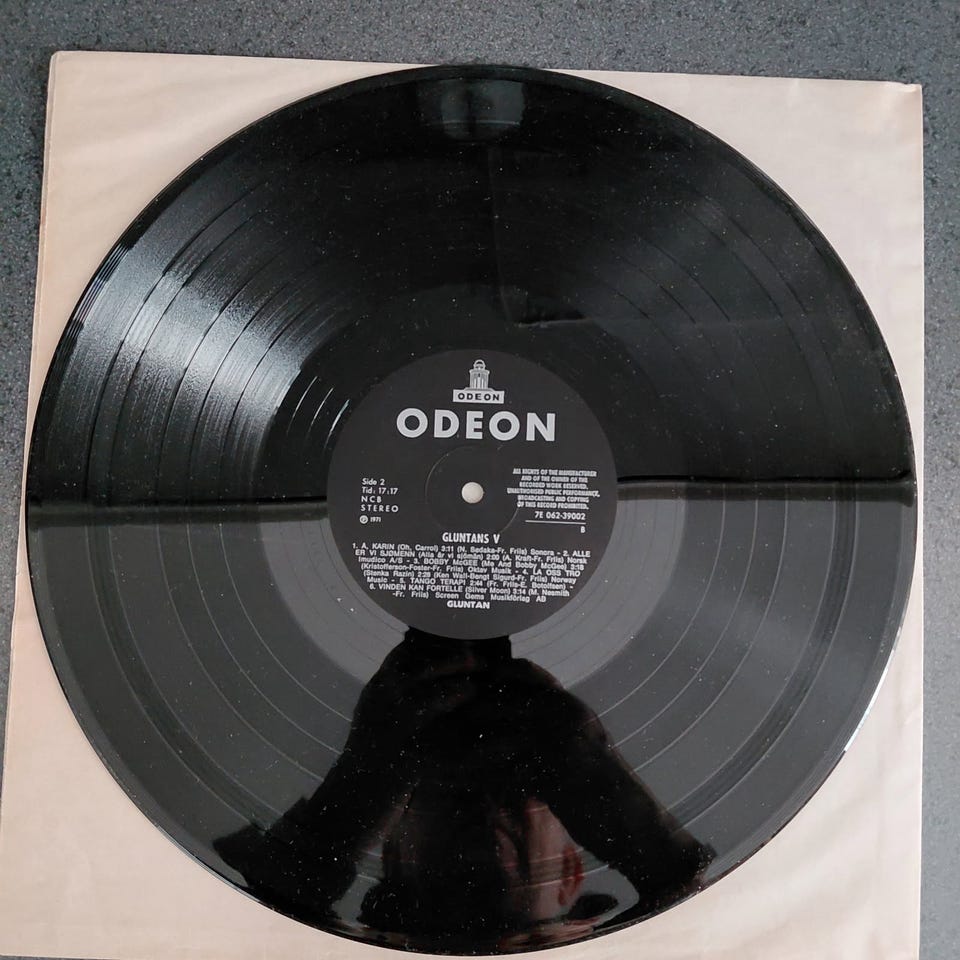 ODEON
ODEON
Side 2
Tid: 17:17
NCB
STEREO
Ⓟ 1971
ALL RIGHTS OF THE MANUFACTURER
AND OF THE OWNER OF THE
RECORDED WORK RESERVED.
UNAUTHORISED PUBLIC PERFORMANCE,
BROADCASTING AND COPYING
OF THIS RECORD PROHIBITED.
7E 062-39002
B
GLUNTANS V
1. Å, KARIN (Oh, Carrol) 3:11 (N. Sedaka-Fr. Friis) Sonora - 2. ALLE
ER VI SJØMENN (Alla är vi sjömän) 2:00 (A. Kraft-Fr. Friis) Norsk
Imudico A/S - 3. BOBBY McGEE (Me And Bobby McGee) 3:10
(Kristofferson-Foster-Fr. Friis) Oktav Musik - 4. LA OSS TRO
(Stenka Razin) 2:28 (Ken Wall-Bengt Sigurd-Fr. Friis) Norway
Music - 5. TANGO TERAPI 2:44 (Fr. Friis-E. Botolfsen) -
6. VINDEN KAN FORTELLE (Silver Moon) 3:14 (M. Nesmith
-Fr. Friis) Screen Gems Musikförlag AB
GLUNTAN